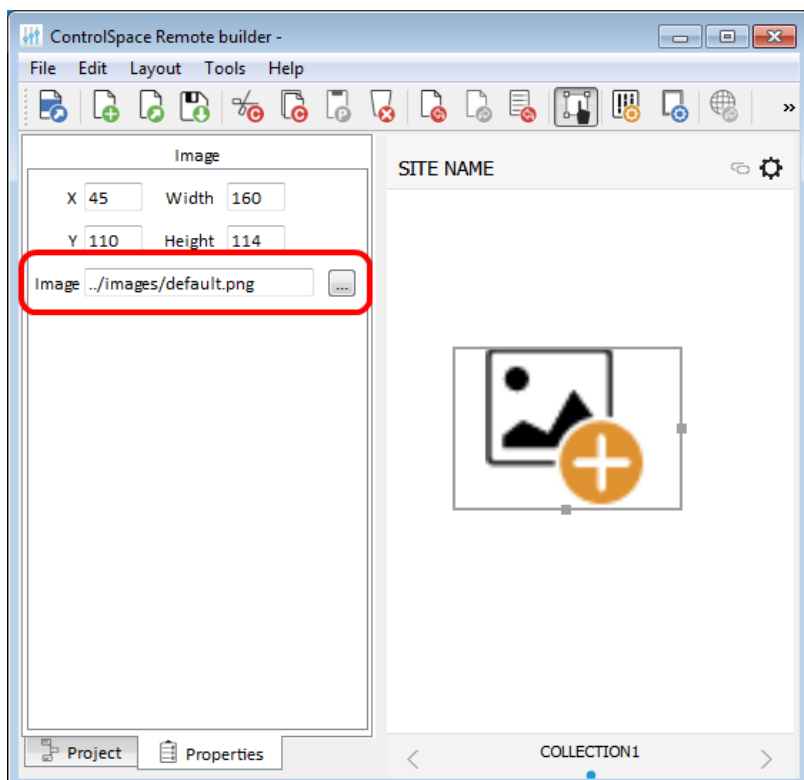 ControlSpace Remote builder -
File Edit Layout Tools Help
»
Image
X 45 Width 160
Y 110 Height 114
Image ../images/default.png ...
SITE NAME
Project Properties
COLLECTION1